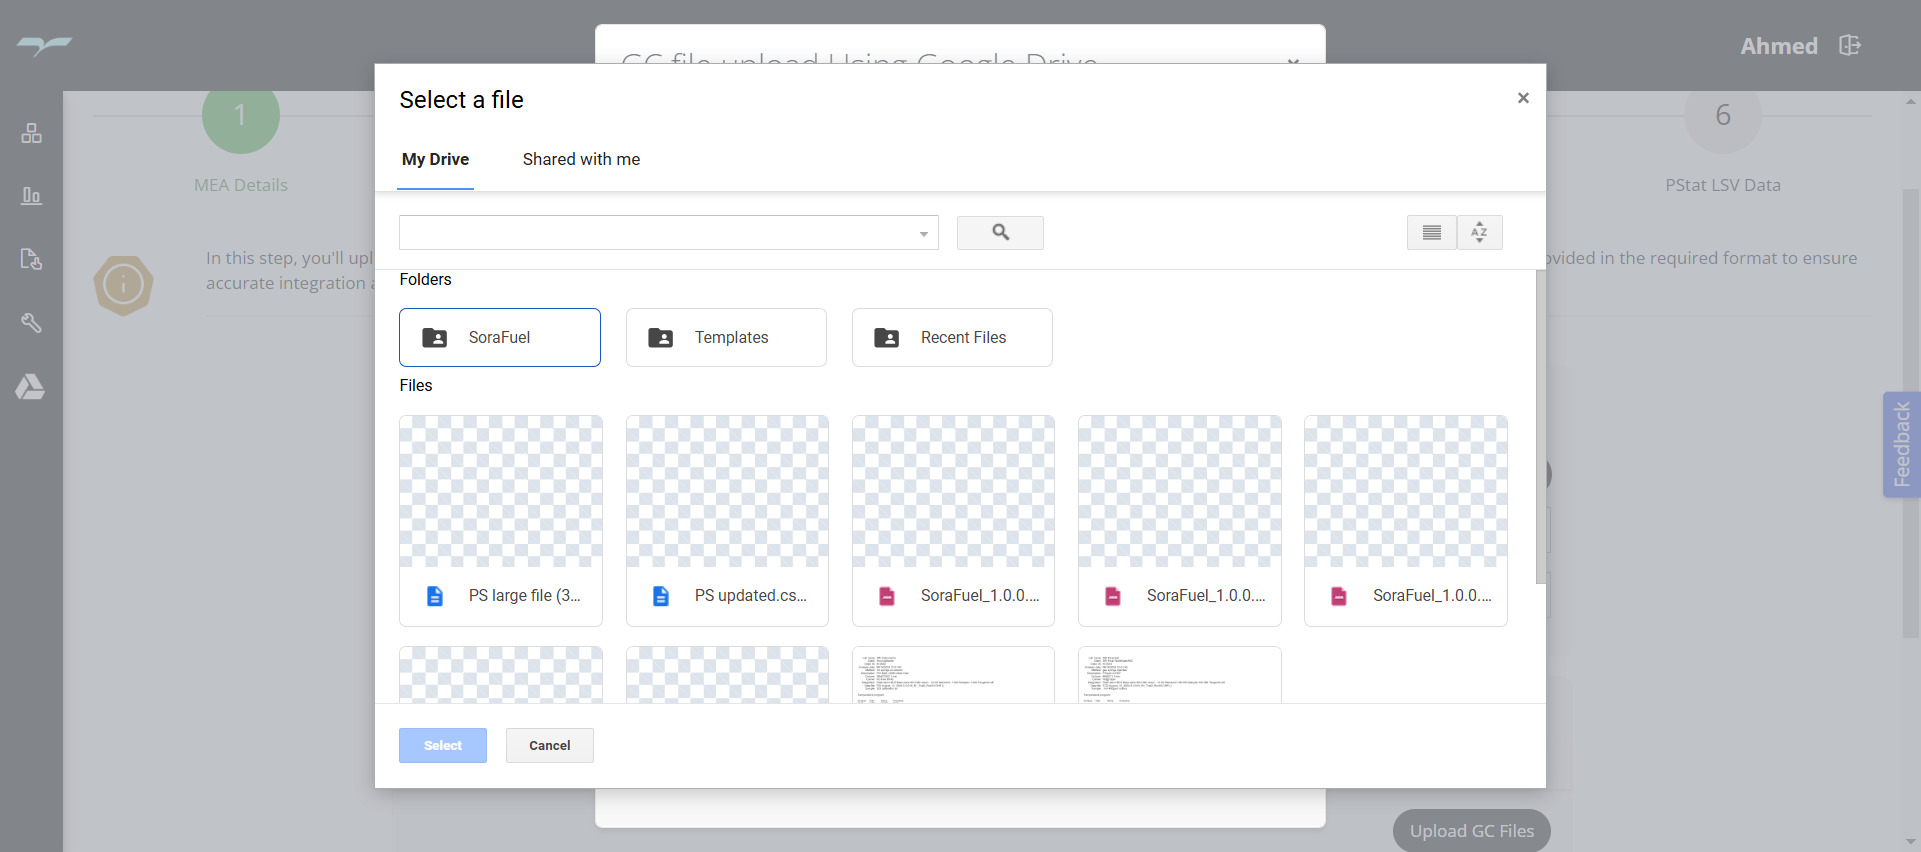 GC file upload Using Google Drive
Ahmed
Select a file
My Drive
Shared with me
1
6
MEA Details
PStat LSV Data
In this step, you'll upl
ovided in the required format to ensure
accurate integration a
Folders
SoraFuel
Templates
Recent Files
Files
PS large file (3...
PS updated.cs...
SoraFuel_1.0.0....
SoraFuel_1.0.0....
SoraFuel_1.0.0....
Feedback
Select
Cancel
Upload GC Files